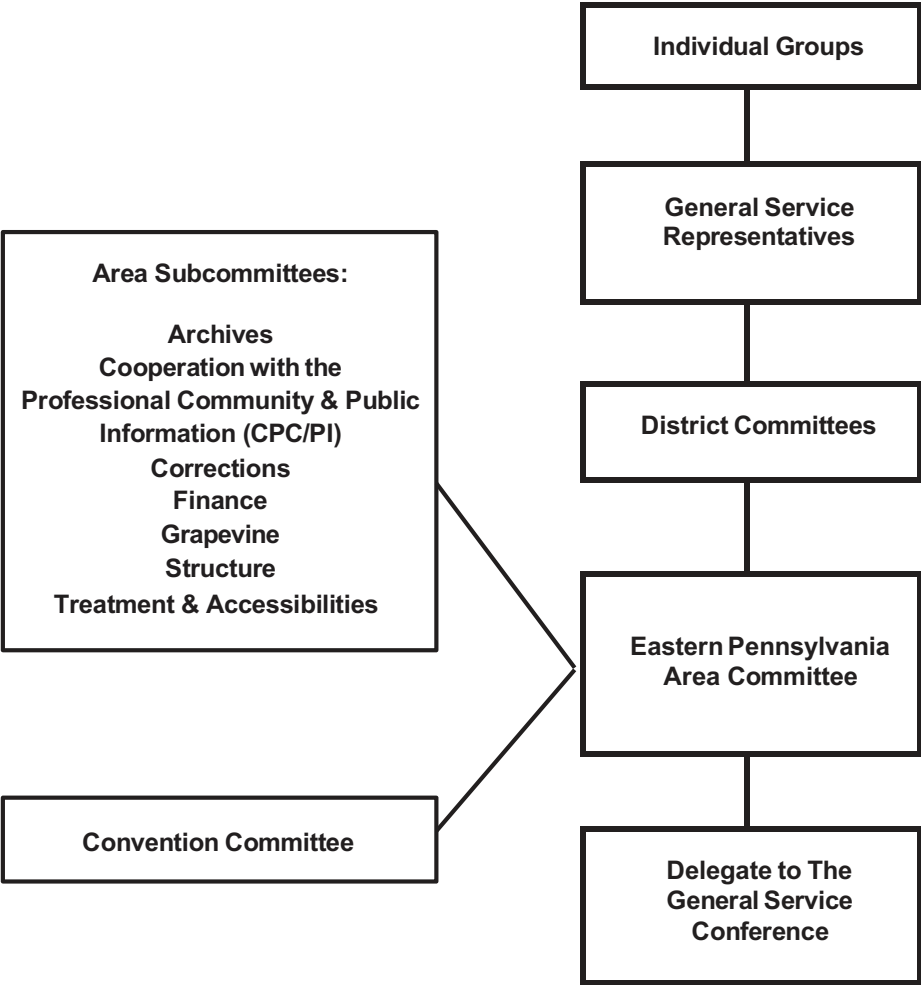 Individual Groups
General Service
Representatives
District Committees
Eastern Pennsylvania
Area Committee
Delegate to The
General Service
Conference
Area Subcommittees:
Archives
Cooperation with the
Professional Community & Public
Information (CPC/PI)
Corrections
Finance
Grapevine
Structure
Treatment & Accessibilities
Convention Committee